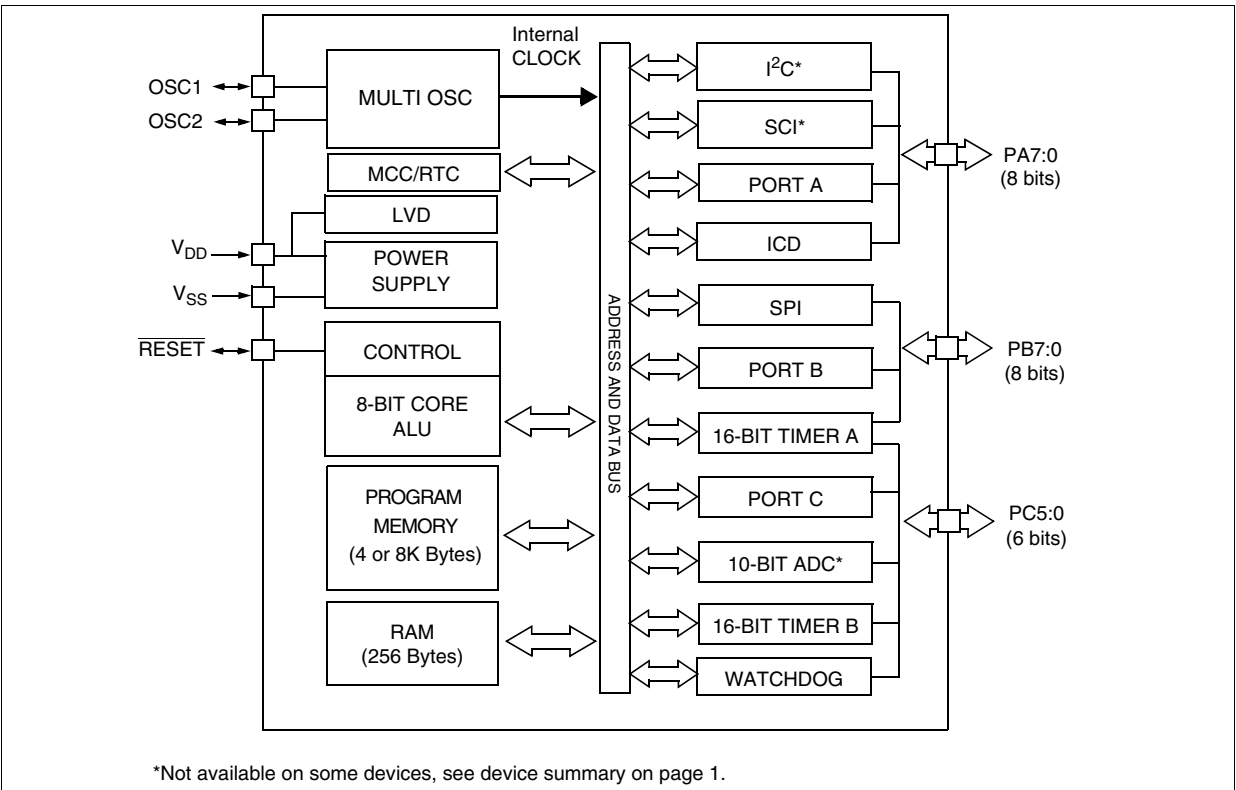 Internal
CLOCK
OSC1
OSC2
MULTI OSC
MCC/RTC
LVD
VDD
POWER
SUPPLY
VSS
RESET
CONTROL
8-BIT CORE
ALU
PROGRAM
MEMORY
(4 or 8K Bytes)
RAM
(256 Bytes)
ADDRESS AND DATA BUS
I²C*
SCI*
PORT A
ICD
PA7:0
(8 bits)
SPI
PORT B
16-BIT TIMER A
PB7:0
(8 bits)
PORT C
10-BIT ADC*
16-BIT TIMER B
WATCHDOG
PC5:0
(6 bits)
*Not available on some devices, see device summary on page 1.